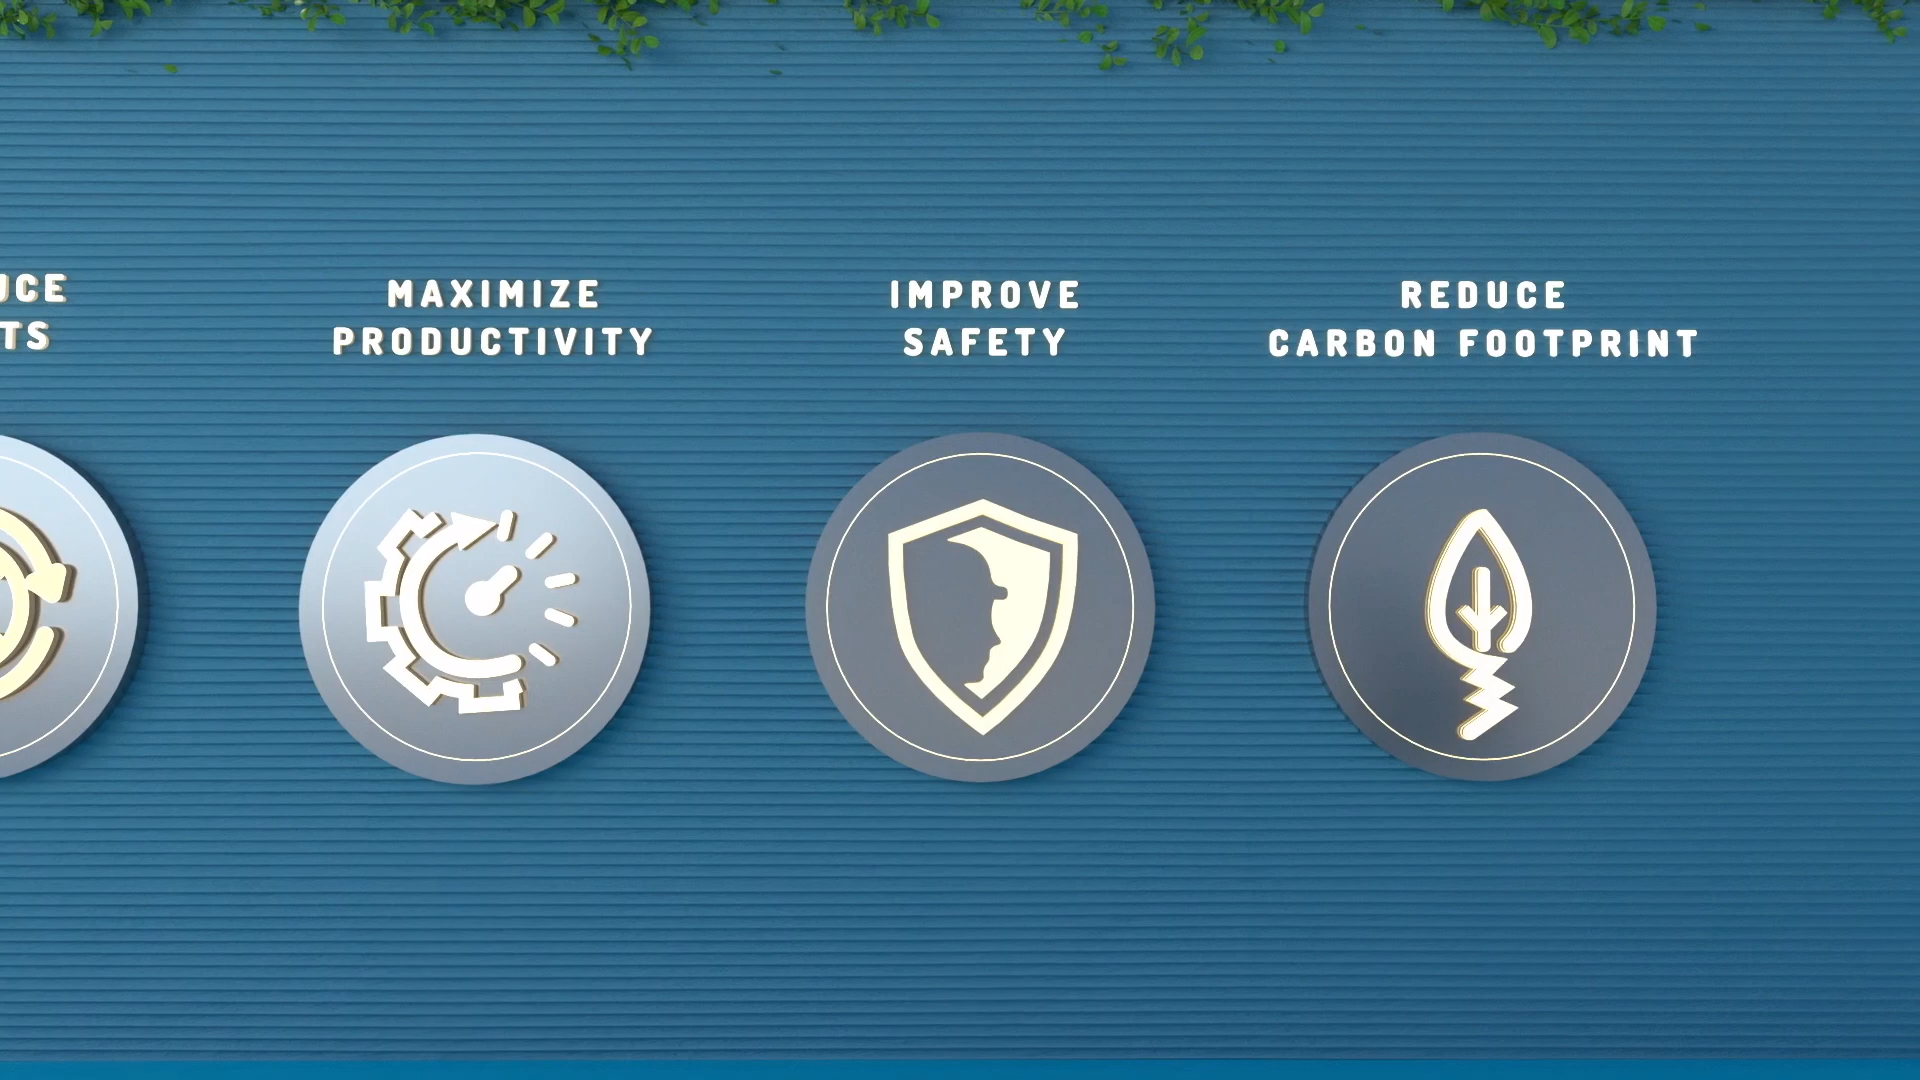 MAXIMIZE
PRODUCTIVITY
IMPROVE
SAFETY
REDUCE
CARBON FOOTPRINT